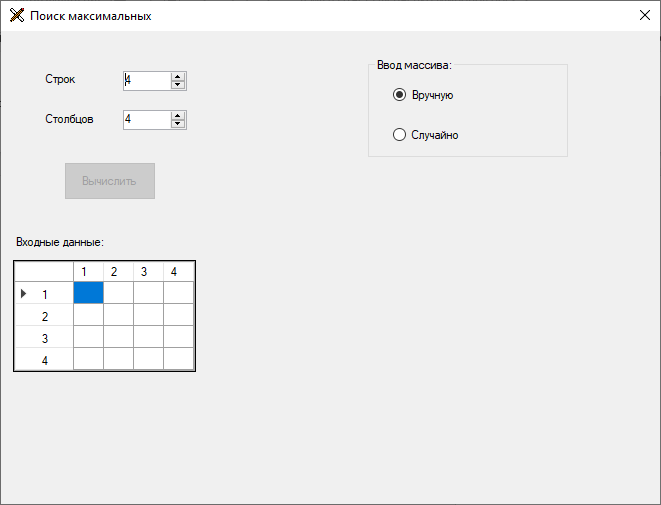 Поиск максимальных
Строк 4
Столбцов 4
Ввод массива:
Вручную
Случайно
Вычислить
Входные данные:
1 2 3 4
1
2
3
4